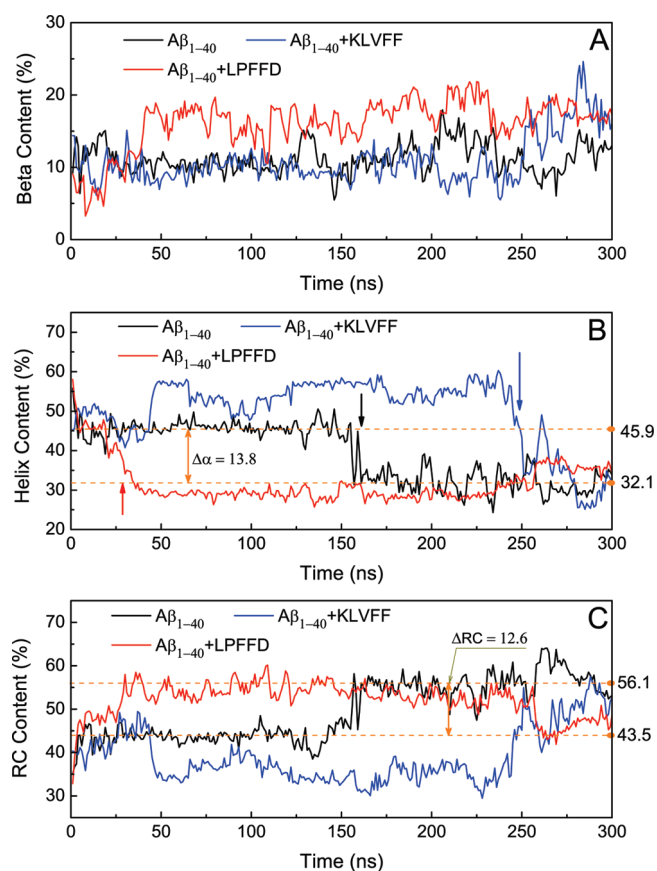 A
Aβ1–40
Aβ1–40+KLVFF
Aβ1–40+LPFFD
Beta Content (%)
30
20
10
0
0 50 100 150 200 250 300
Time (ns)
B
Aβ1–40
Aβ1–40+KLVFF
Aβ1–40+LPFFD
Helix Content (%)
70
60
50
40
30
20
45.9
Δα = 13.8
32.1
0 50 100 150 200 250 300
Time (ns)
C
Aβ1–40
Aβ1–40+KLVFF
Aβ1–40+LPFFD
RC Content (%)
70
60
50
40
30
ΔRC = 12.6
56.1
43.5
0 50 100 150 200 250 300
Time (ns)